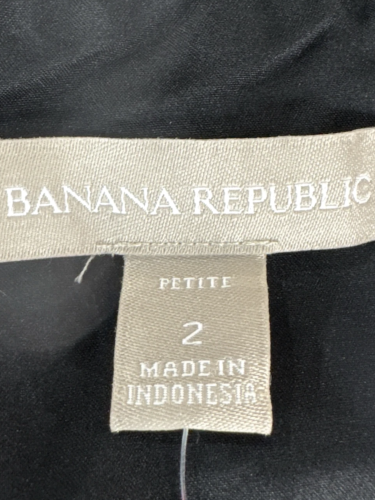 BANANA REPUBLIC
PETITE
2
MADE IN
INDONESIA